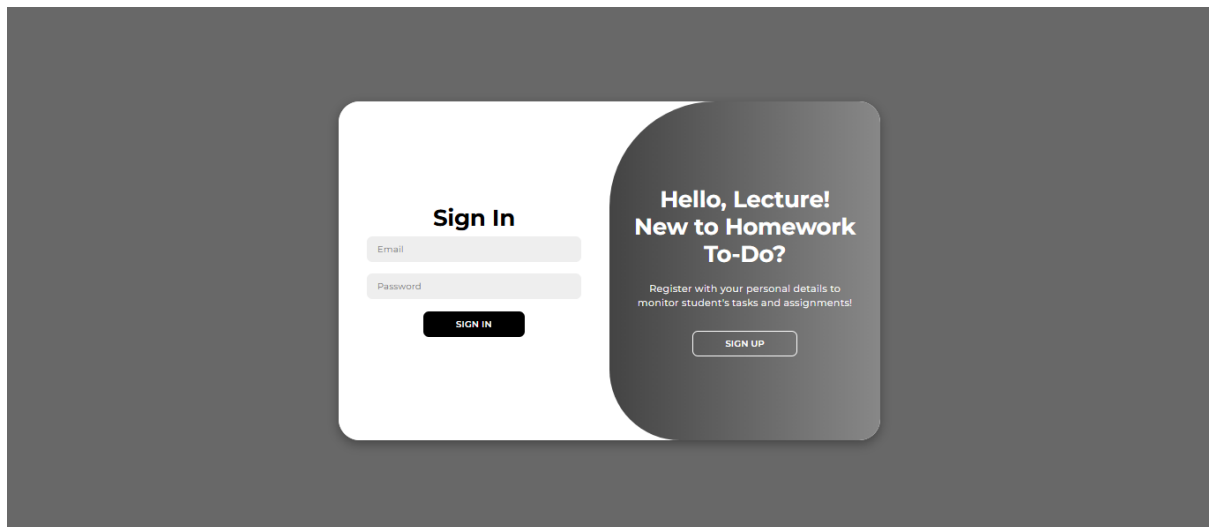 Sign In
Email
Password
SIGN IN
Hello, Lecture!
New to Homework
To-Do?
Register with your personal details to
monitor student's tasks and assignments!
SIGN UP